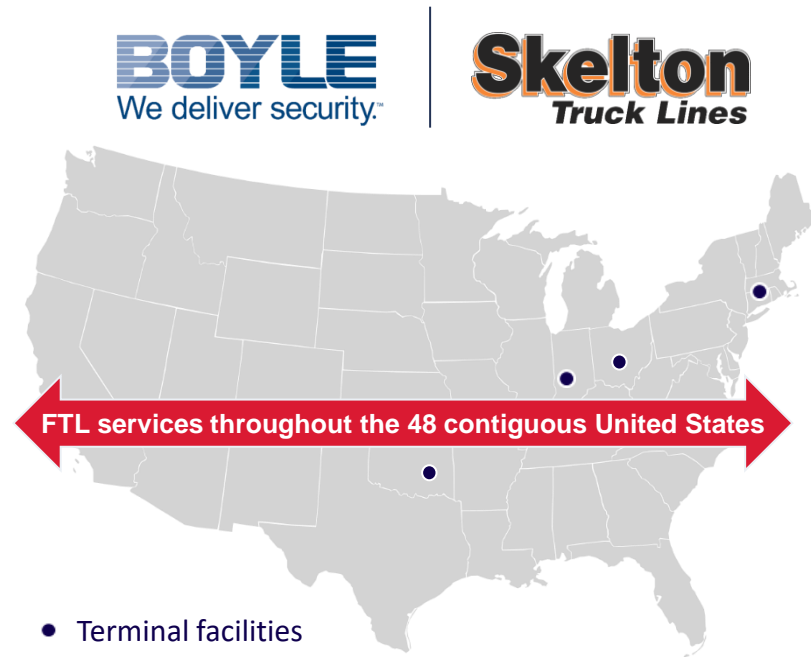 BOYLE
We deliver security.™
Skelton
Truck Lines
FTL services throughout the 48 contiguous United States
• Terminal facilities